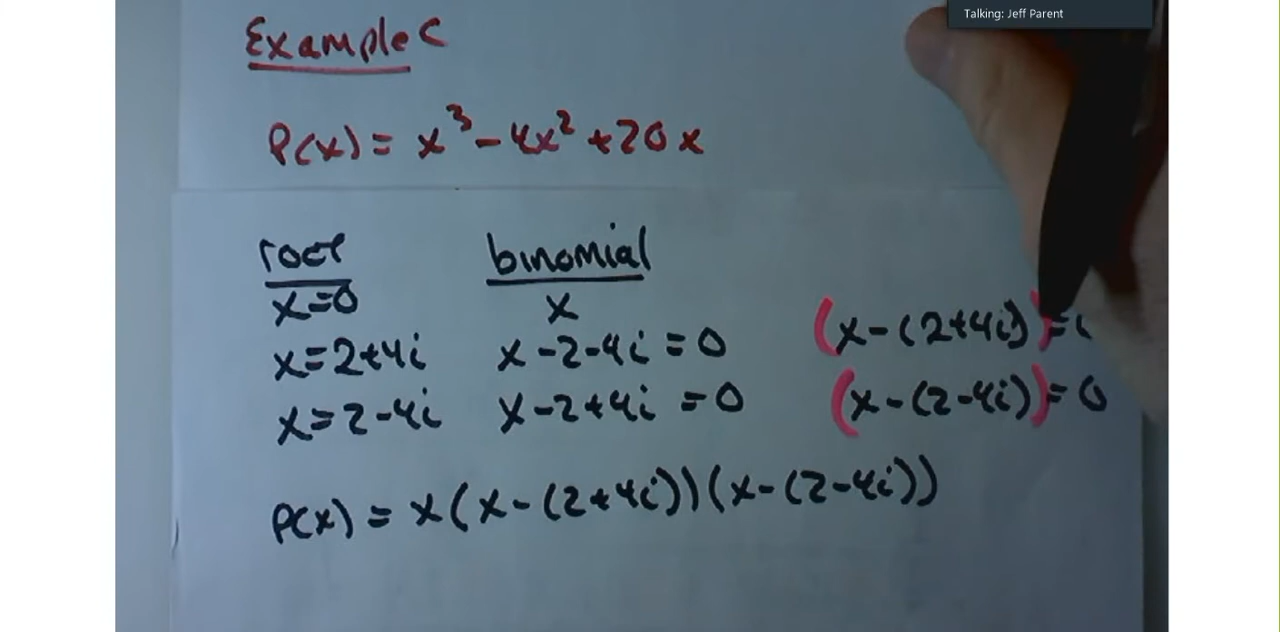 Talking: Jeff Parent
Example C
P(x) = x³ - 4x² + 20x
root binomial
x=0 x
x=2+4i x-2-4i=0 (x-(2+4i))=
x=2-4i x-2+4i=0 (x-(2-4i))=0
P(x) = x(x-(2+4i))(x-(2-4i))